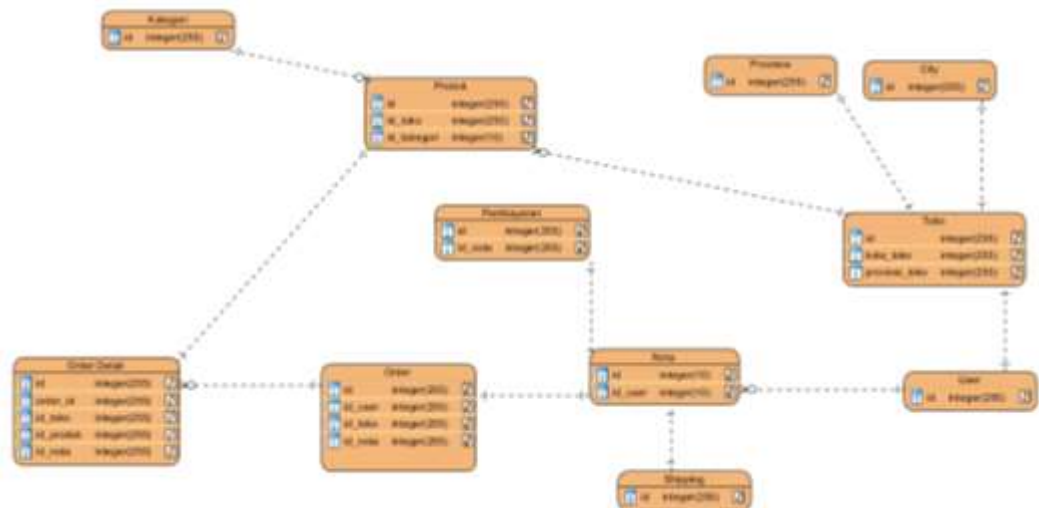 Kategori
id integer(255)
Produk
id integer(255)
id_toko integer(255)
id_kategori integer(10)
Province
id integer(255)
City
id integer(255)
Pembayaran
id integer(255)
id_nota integer(255)
Toko
id integer(255)
kota_toko integer(255)
provinsi_toko integer(255)
Order Detail
id integer(255)
order_id integer(255)
id_toko integer(255)
id_produk integer(255)
id_nota integer(255)
Order
id integer(255)
id_user integer(255)
id_toko integer(255)
id_nota integer(255)
Nota
id integer(10)
id_user integer(10)
User
id integer(255)
Shipping
id integer(255)